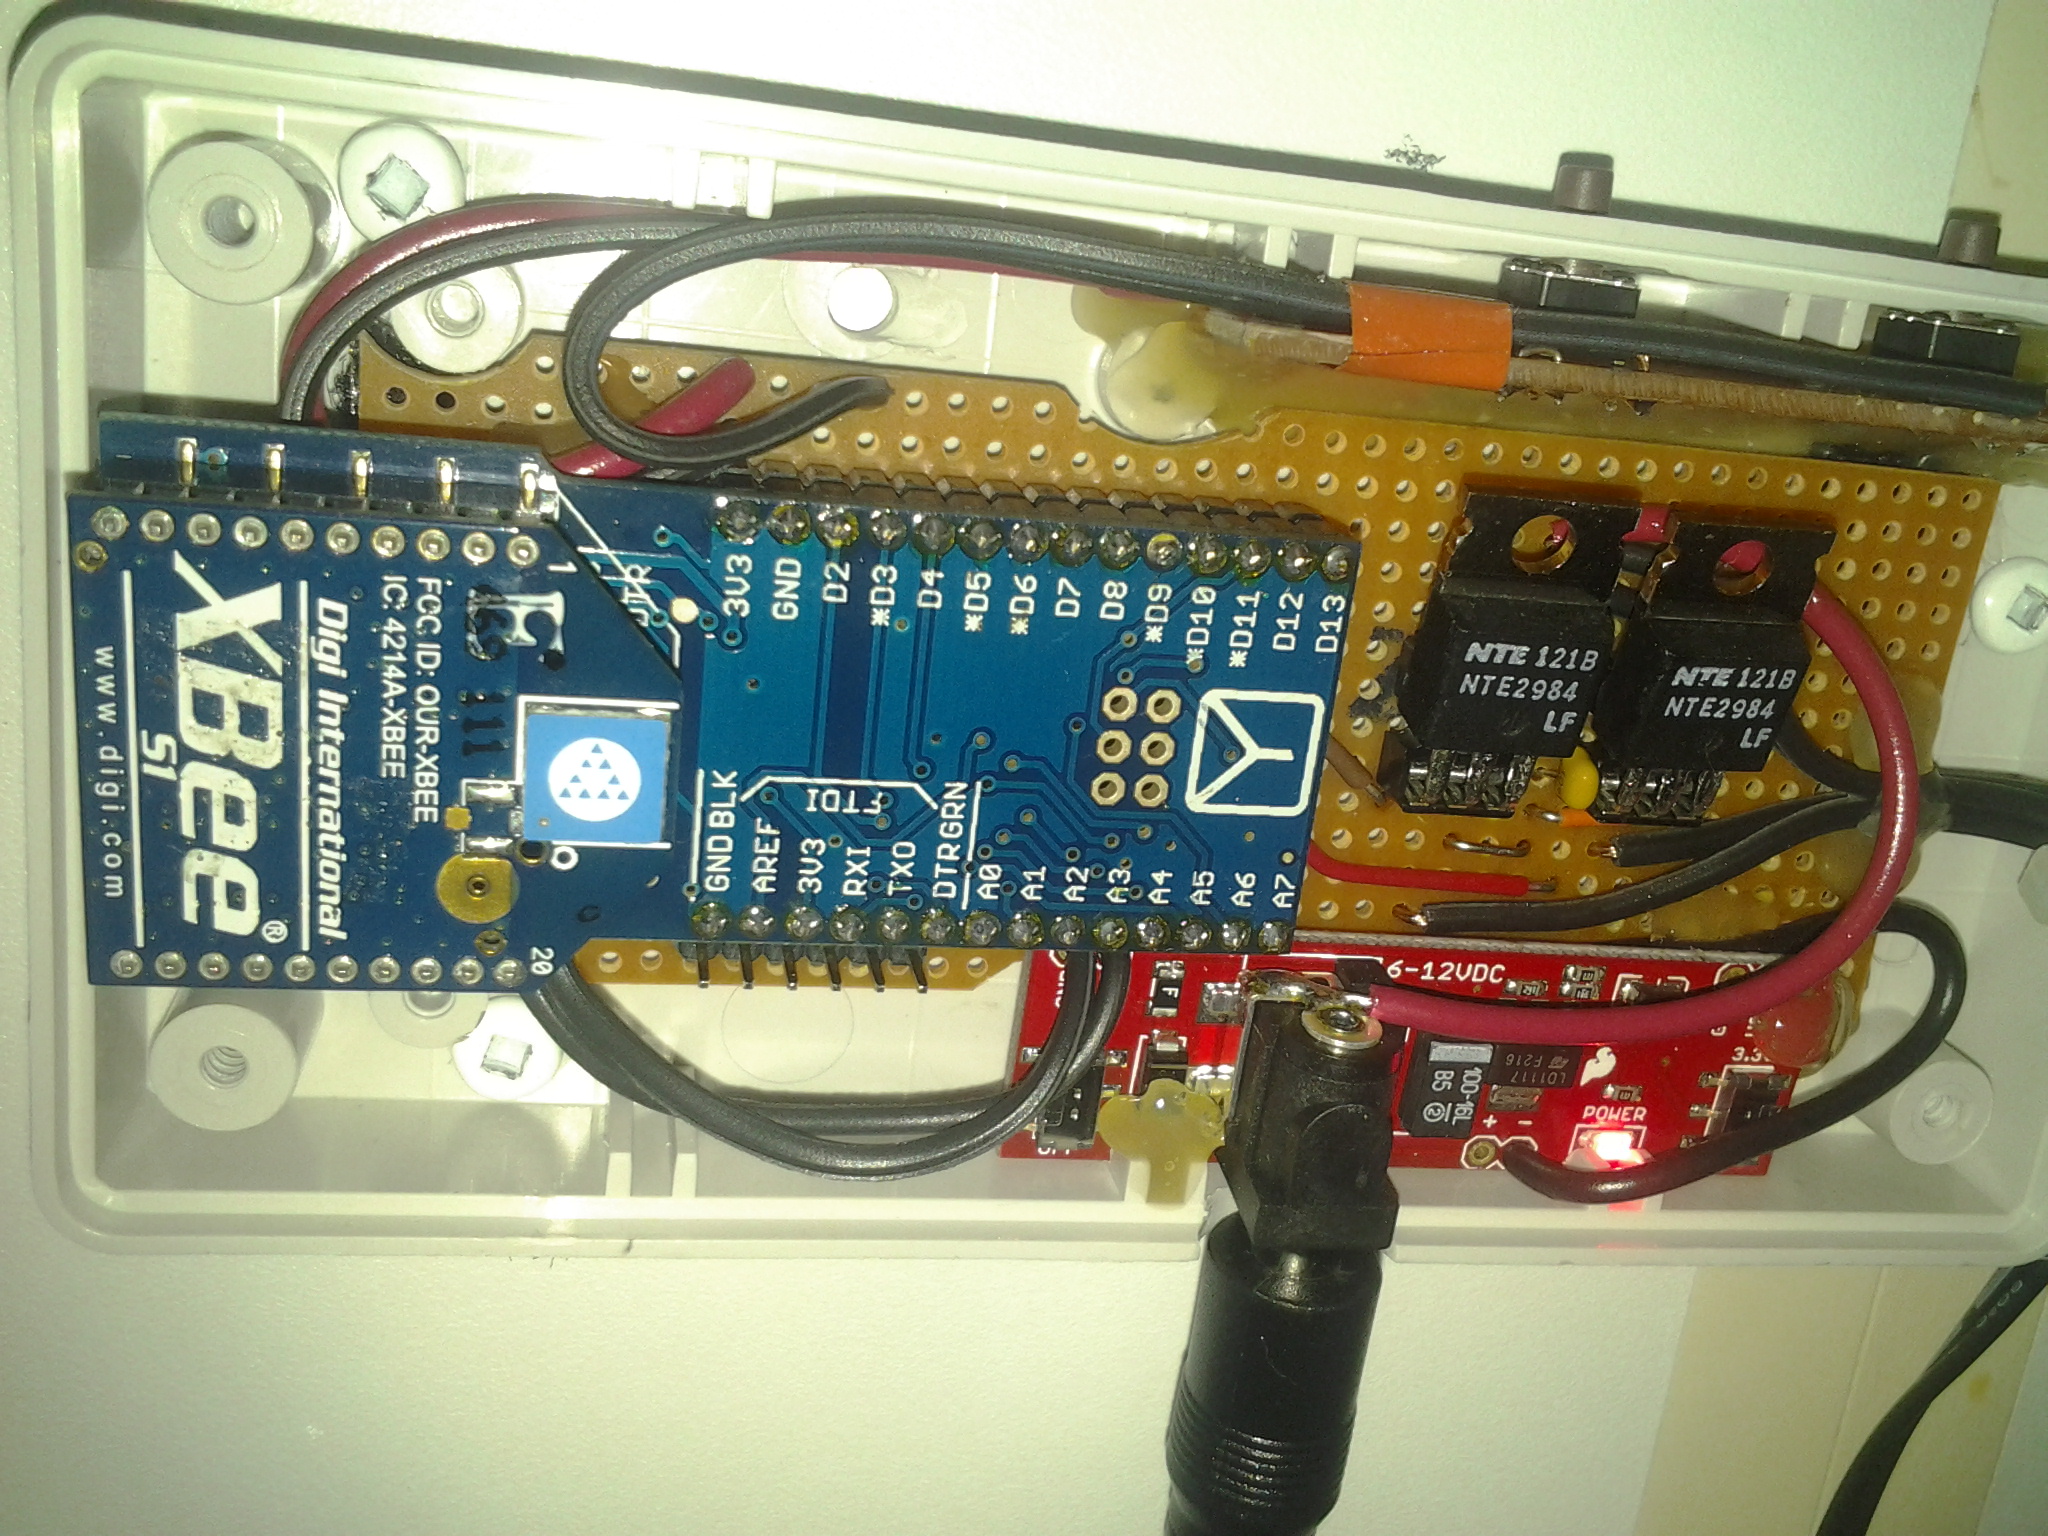 XBee®
S1
www.digi.com
Digi International
FCC ID: OUR-XBEE
IC: 4214A-XBEE
1
20
3V3
GND
D2
*D3
D4
*D5
*D6
D7
D8
*D9
*D10
*D11
D12
D13
FTDI
GND BLK
AREF
3V3
RXI
TXO
DTR GRN
A0
A1
A2
A3
A4
A5
A6
A7
NTE 121B
NTE2984
LF
NTE 121B
NTE2984
LF
6-12VDC
F216
LD1117
100-16L
85
2
+ -
POWER